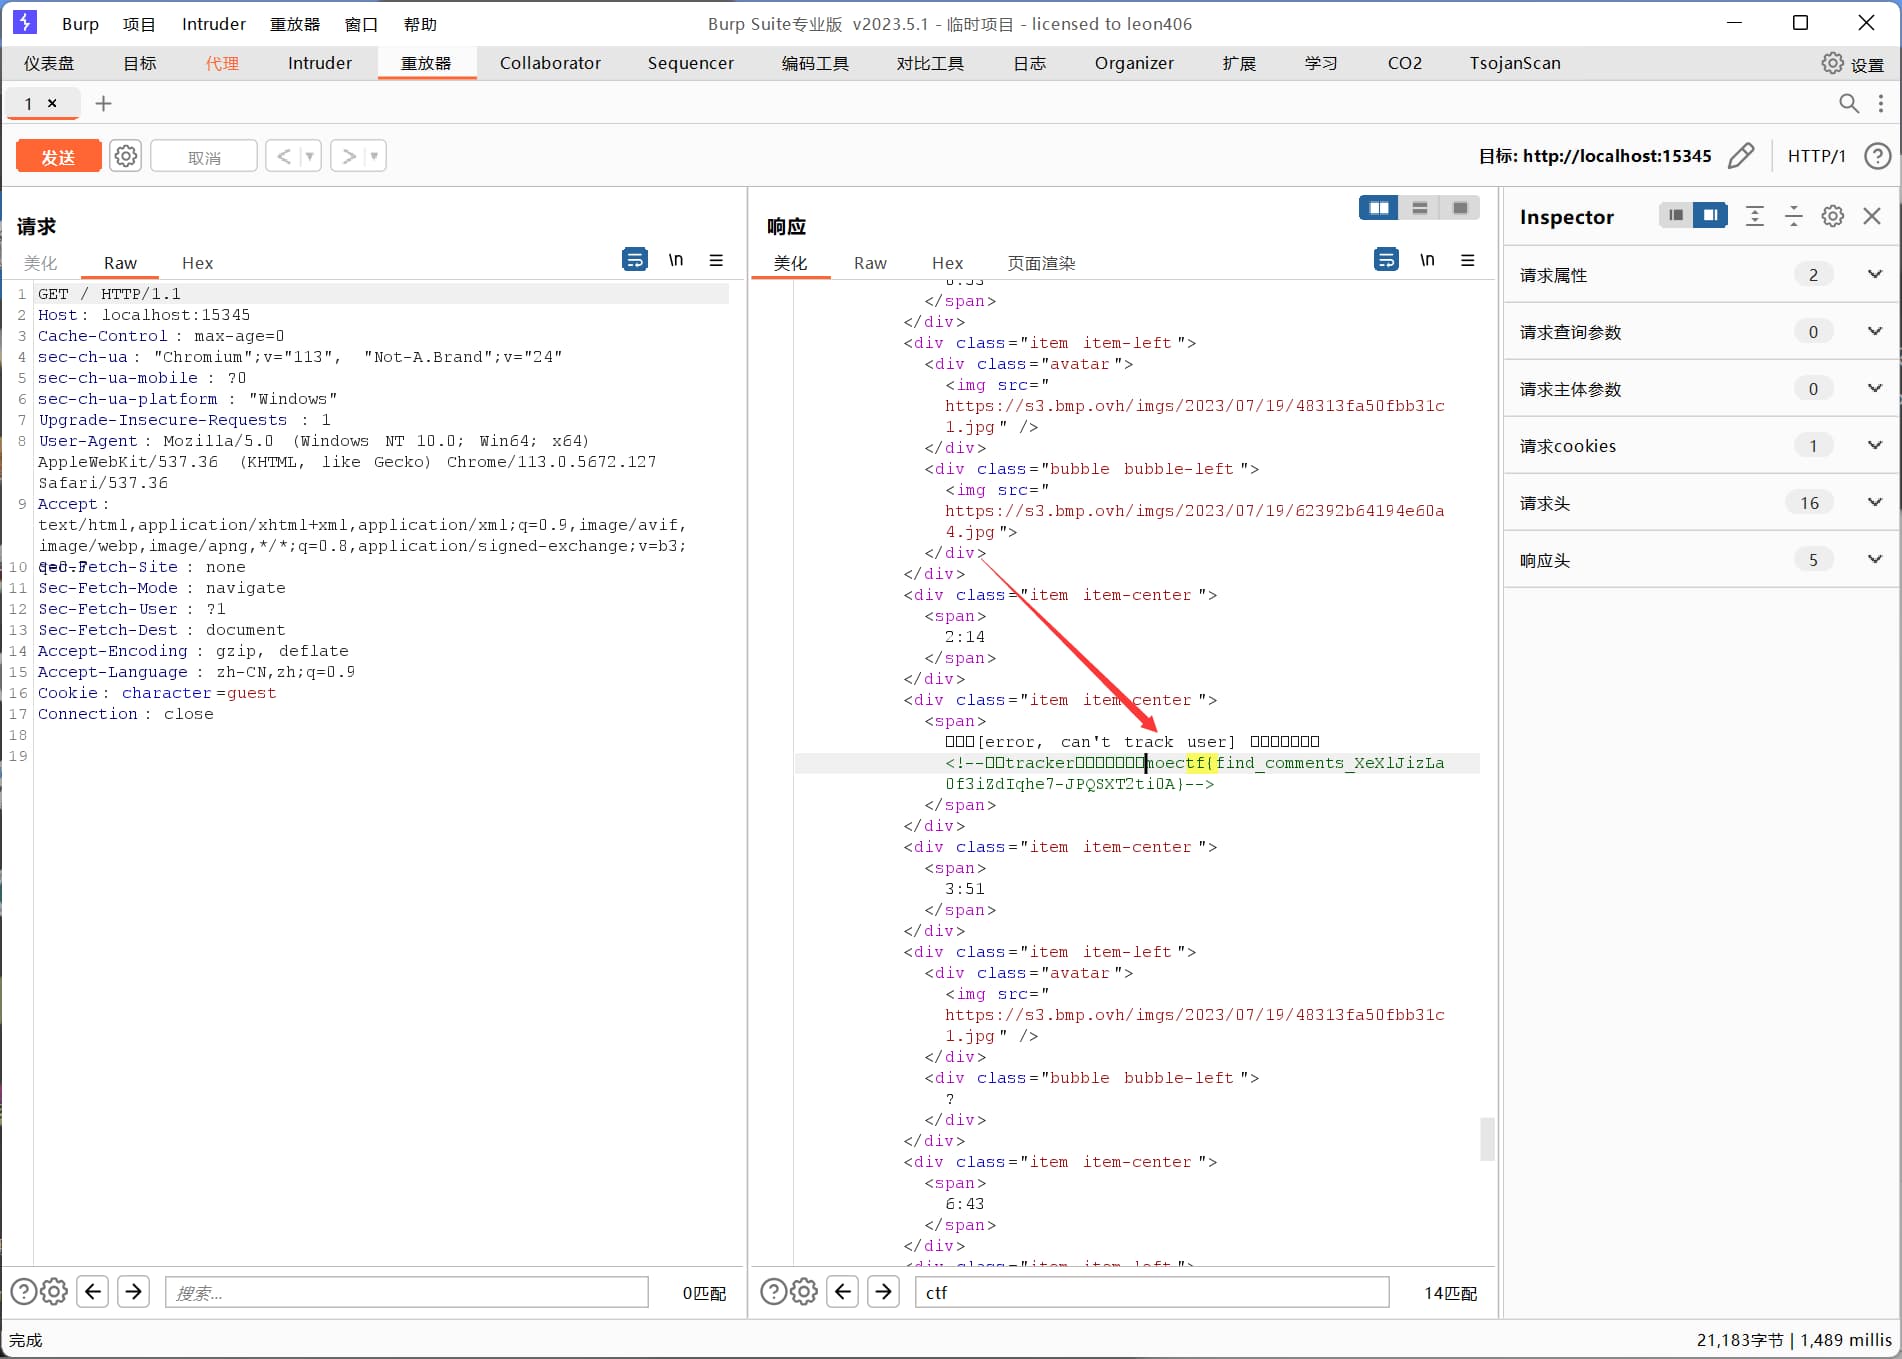 Burp 项目 Intruder 重放器 窗口 帮助 Burp Suite专业版 v2023.5.1 - 临时项目 - licensed to leon406
仪表盘 目标 代理 Intruder 重放器 Collaborator Sequencer 编码工具 对比工具 日志 Organizer 扩展 学习 CO2 TsojanScan 设置
1 × +
发送 取消 < > 目标: http://localhost:15345 HTTP/1 ?
请求
美化 Raw Hex \n
1 GET / HTTP/1.1
2 Host: localhost:15345
3 Cache-Control: max-age=0
4 sec-ch-ua: "Chromium";v="113", "Not-A.Brand";v="24"
5 sec-ch-ua-mobile: ?0
6 sec-ch-ua-platform: "Windows"
7 Upgrade-Insecure-Requests: 1
8 User-Agent: Mozilla/5.0 (Windows NT 10.0; Win64; x64)
AppleWebKit/537.36 (KHTML, like Gecko) Chrome/113.0.5672.127
Safari/537.36
9 Accept:
text/html,application/xhtml+xml,application/xml;q=0.9,image/avif,
image/webp,image/apng,*/*;q=0.8,application/signed-exchange;v=b3;
q=0.7
10 Sec-Fetch-Site: none
11 Sec-Fetch-Mode: navigate
12 Sec-Fetch-User: ?1
13 Sec-Fetch-Dest: document
14 Accept-Encoding: gzip, deflate
15 Accept-Language: zh-CN,zh;q=0.9
16 Cookie: character=guest
17 Connection: close
18
19
搜索... 0匹配
响应
美化 Raw Hex 页面渲染 \n
</span>
</div>
<div class="item item-left">
<div class="avatar">
<img src="
https://s3.bmp.ovh/imgs/2023/07/19/48313fa50fbb31c
1.jpg" />
</div>
<div class="bubble bubble-left">
<img src="
https://s3.bmp.ovh/imgs/2023/07/19/62392b64194e60a
4.jpg">
</div>
</div>
<div class="item item-center">
<span>
2:14
</span>
</div>
<div class="item item-center">
<span>
□□□[error, can't track user] □□□□□□□
<!--□□tracker□□□□□□□moectf{find_comments_XeXlJizLa
0f3iZdIqhe7-JPQSXT2ti0A}-->
</span>
</div>
<div class="item item-center">
<span>
3:51
</span>
</div>
<div class="item item-left">
<div class="avatar">
<img src="
https://s3.bmp.ovh/imgs/2023/07/19/48313fa50fbb31c
1.jpg" />
</div>
<div class="bubble bubble-left">
?
</div>
</div>
<div class="item item-center">
<span>
6:43
</span>
</div>
<div class="item item-left">
ctf 14匹配
Inspector
请求属性 2
请求查询参数 0
请求主体参数 0
请求cookies 1
请求头 16
响应头 5
完成 21,183字节 | 1,489 millis